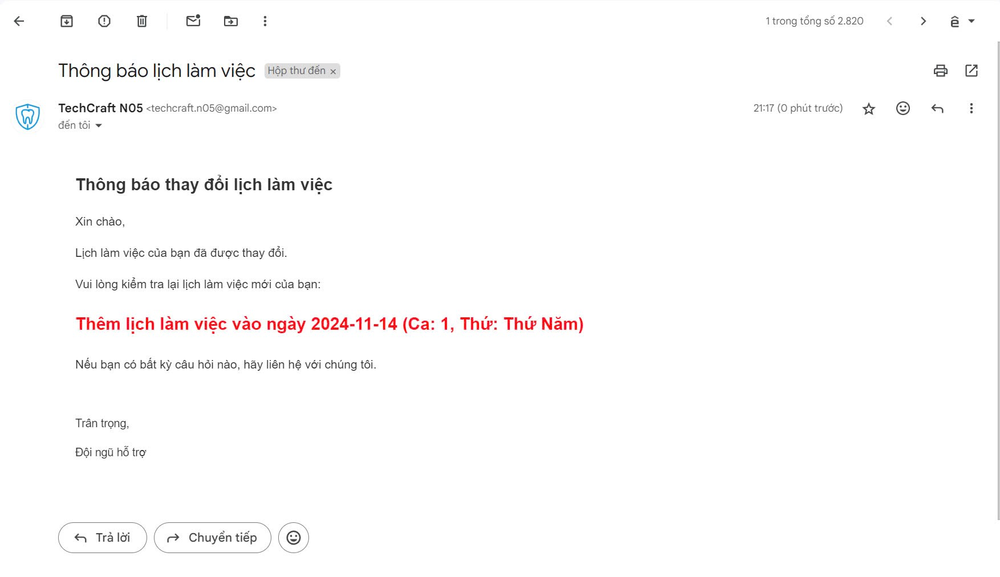 1 trong tổng số 2.820
Thông báo lịch làm việc Hộp thư đến ×
TechCraft N05 <techcraft.n05@gmail.com> 21:17 (0 phút trước)
đến tôi
Thông báo thay đổi lịch làm việc
Xin chào,
Lịch làm việc của bạn đã được thay đổi.
Vui lòng kiểm tra lại lịch làm việc mới của bạn:
Thêm lịch làm việc vào ngày 2024-11-14 (Ca: 1, Thứ: Thứ Năm)
Nếu bạn có bất kỳ câu hỏi nào, hãy liên hệ với chúng tôi.
Trân trọng,
Đội ngũ hỗ trợ
Trả lời Chuyển tiếp